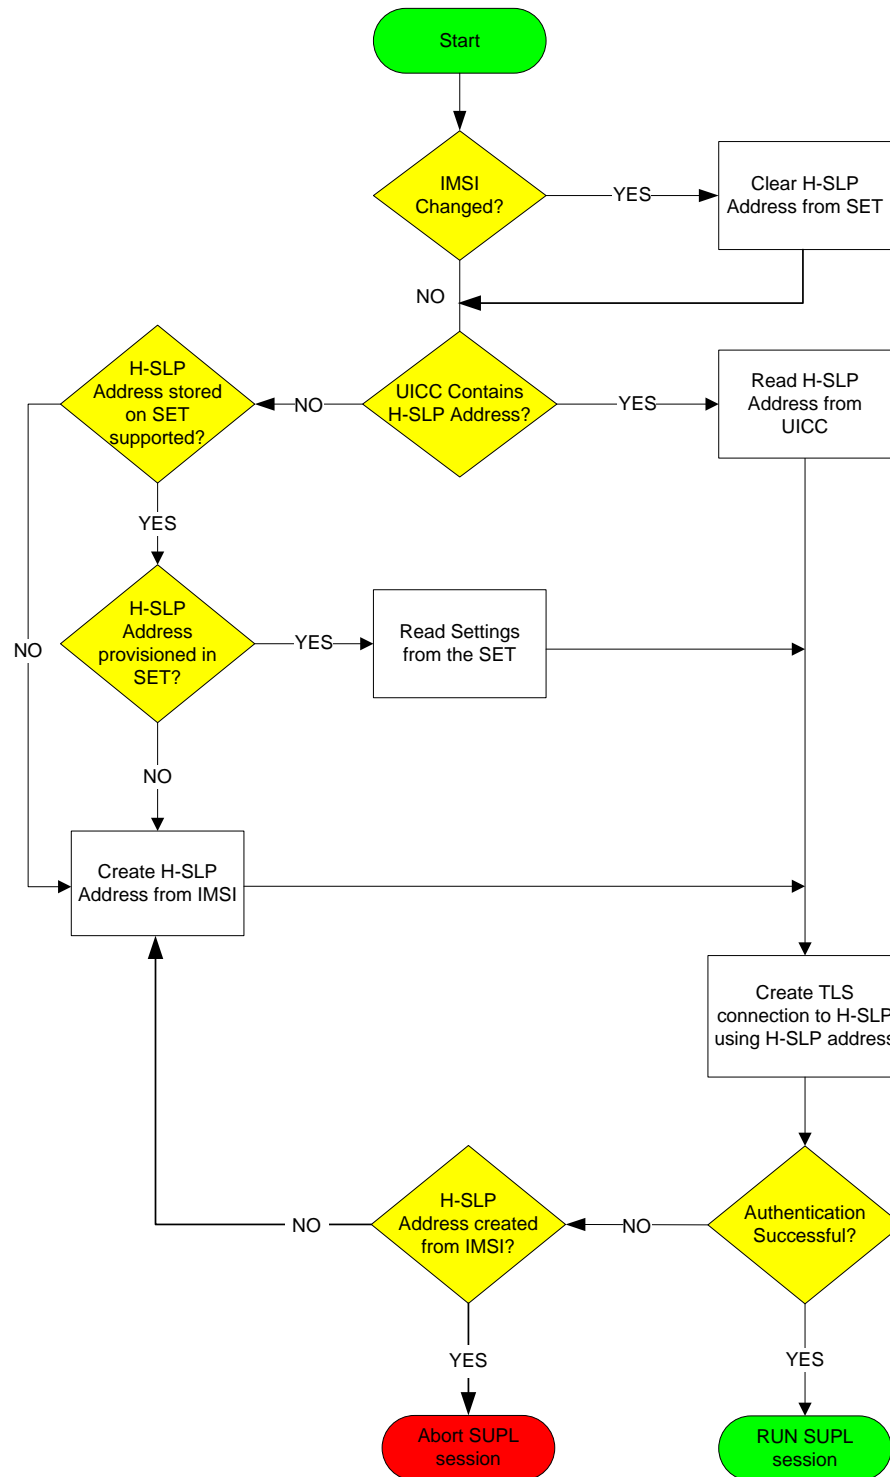 Start
IMSI
Changed?
YES
Clear H-SLP
Address from SET
NO
H-SLP
Address stored
on SET
supported?
NO
UICC Contains
H-SLP Address?
YES
Read H-SLP
Address from
UICC
YES
H-SLP
Address
provisioned in
SET?
YES
Read Settings
from the SET
NO
NO
Create H-SLP
Address from IMSI
Create TLS
connection to H-SLP
using H-SLP address
NO
H-SLP
Address created
from IMSI?
NO
Authentication
Successful?
YES
YES
Abort SUPL
session
RUN SUPL
session